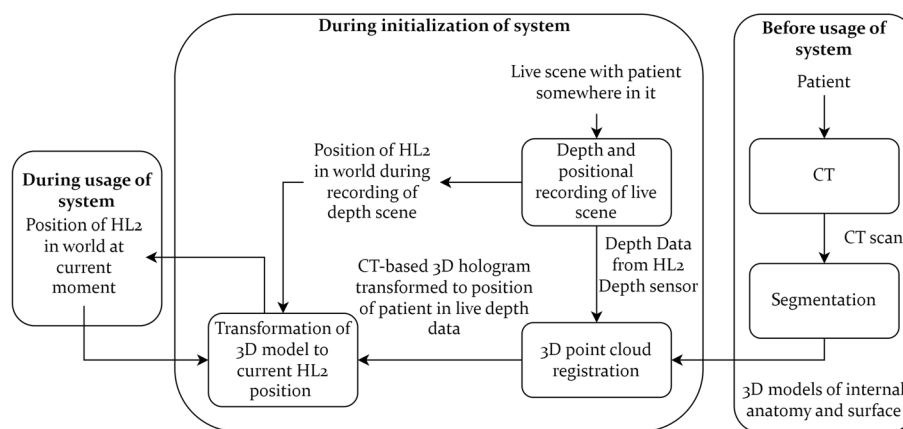 During initialization of system
Before usage of
system
Live scene with patient
somewhere in it
Patient
Position of HL2
in world during
recording of
depth scene
Depth and
positional
recording of live
scene
CT
During usage of
system
Position of HL2
in world at
current
moment
CT scan
Depth Data
from HL2
Depth sensor
CT-based 3D hologram
transformed to position
of patient in live depth
data
Segmentation
Transformation of
3D model to
current HL2
position
3D point cloud
registration
3D models of internal
anatomy and surface